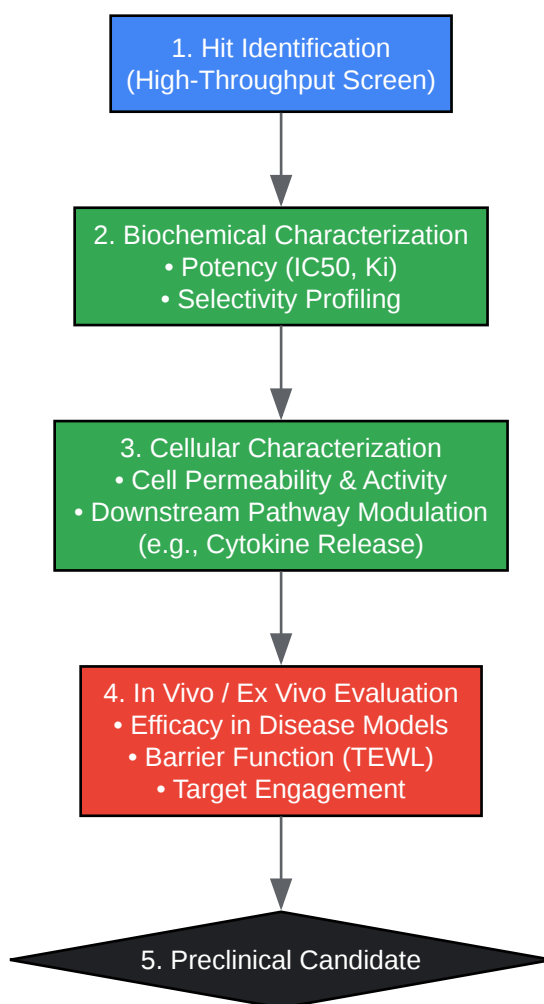 1. Hit Identification
(High-Throughput Screen)
2. Biochemical Characterization
• Potency (IC50, Ki)
• Selectivity Profiling
3. Cellular Characterization
• Cell Permeability & Activity
• Downstream Pathway Modulation
(e.g., Cytokine Release)
4. In Vivo / Ex Vivo Evaluation
• Efficacy in Disease Models
• Barrier Function (TEWL)
• Target Engagement
5. Preclinical Candidate